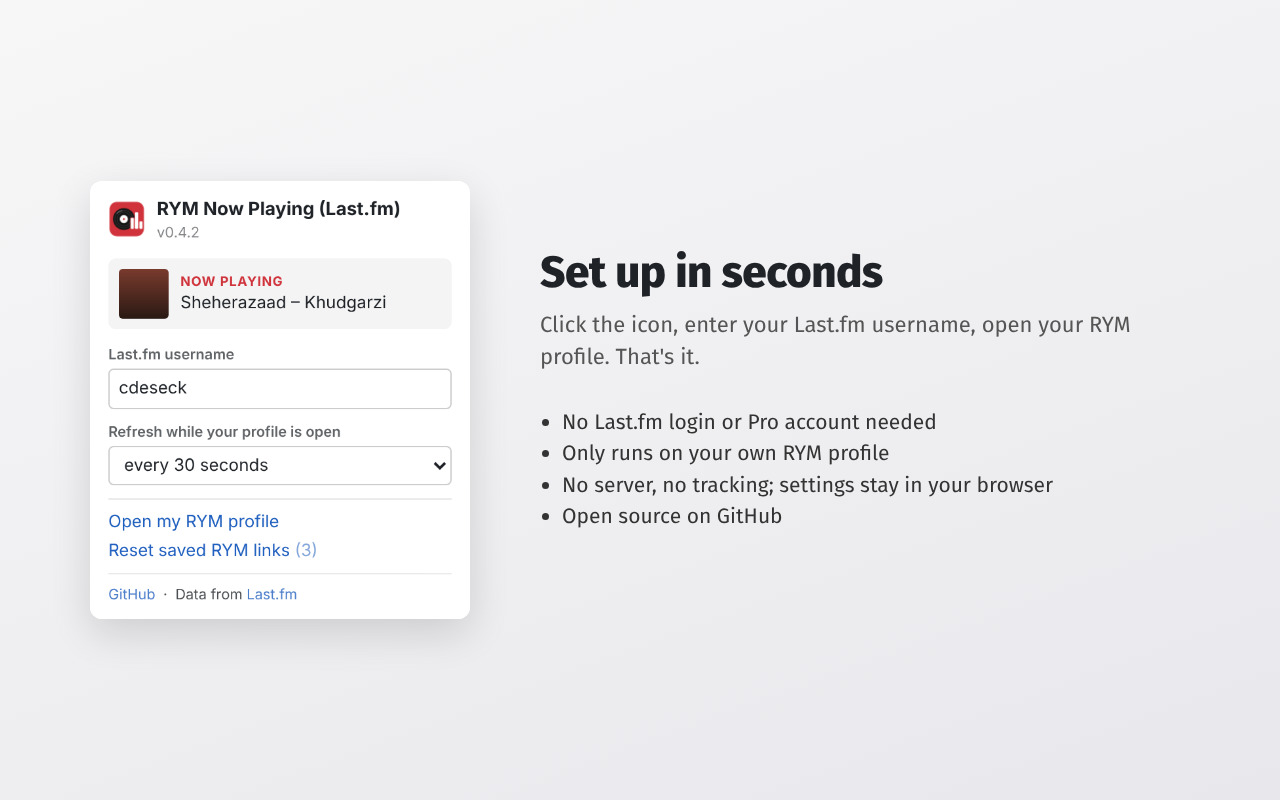 RYM Now Playing (Last.fm)
v0.4.2
NOW PLAYING
Sheherazaad – Khudgarzi
Last.fm username
cdeseck
Refresh while your profile is open
every 30 seconds
Open my RYM profile
Reset saved RYM links (3)
GitHub · Data from Last.fm
Set up in seconds
Click the icon, enter your Last.fm username, open your RYM
profile. That's it.
• No Last.fm login or Pro account needed
• Only runs on your own RYM profile
• No server, no tracking; settings stay in your browser
• Open source on GitHub